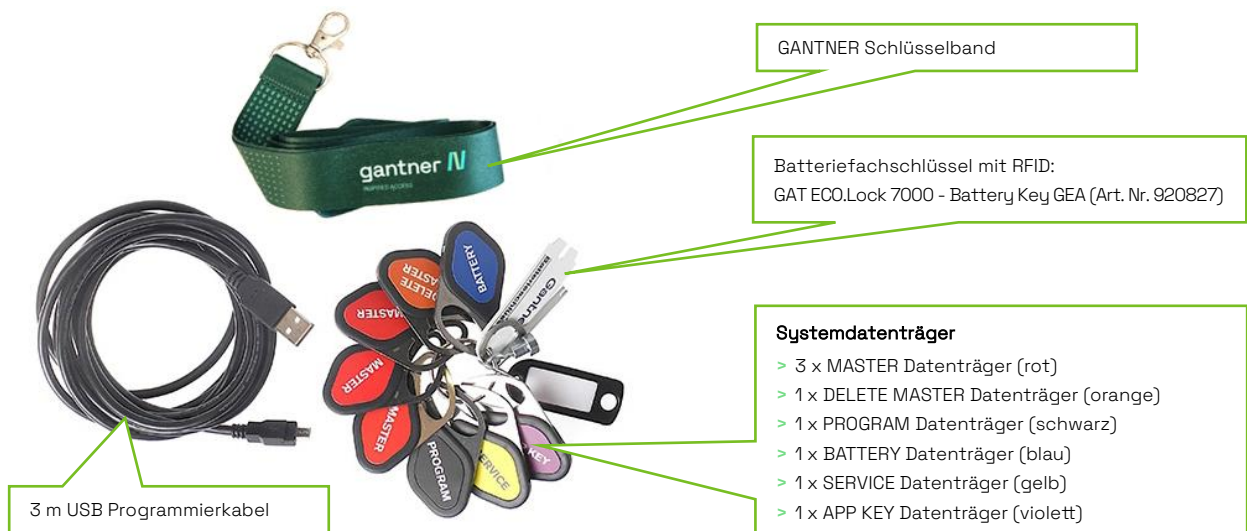 GANTNER Schlüsselband
gantner
Batteriefachschlüssel mit RFID:
GAT ECO.Lock 7000 - Battery Key GEA (Art. Nr. 920827)
BATTERY
DELETE
MASTER
MASTER
MASTER
MASTER
PROGRAM
SERVICE
KEY
Gantner
Systemdatenträger
> 3 x MASTER Datenträger (rot)
> 1 x DELETE MASTER Datenträger (orange)
> 1 x PROGRAM Datenträger (schwarz)
> 1 x BATTERY Datenträger (blau)
> 1 x SERVICE Datenträger (gelb)
> 1 x APP KEY Datenträger (violett)
3 m USB Programmierkabel